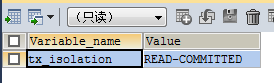 （只读）
Variable_name Value
tx_isolation READ-COMMITTED